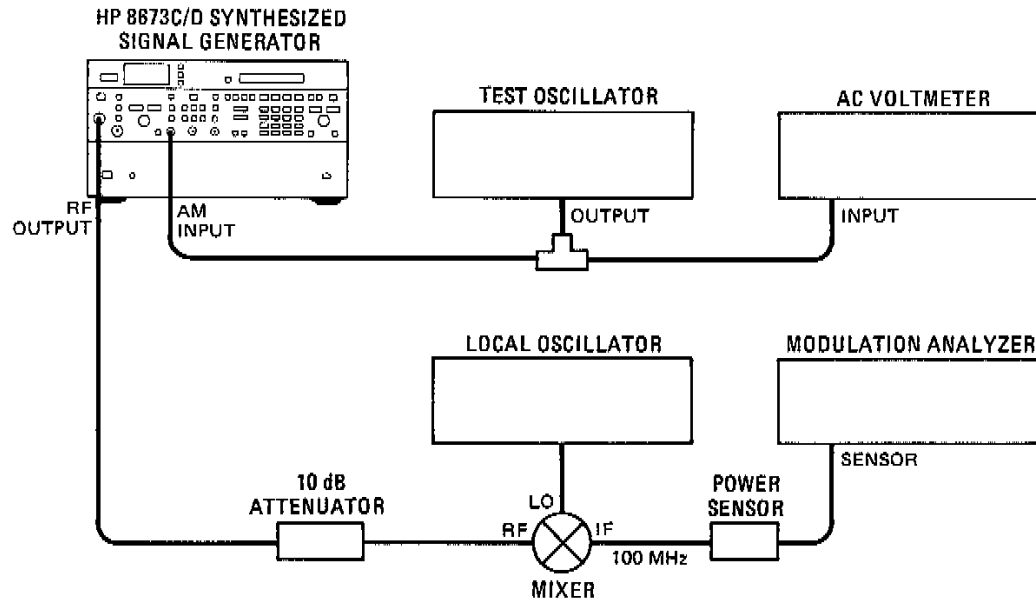 HP 8673C/D SYNTHESIZED
SIGNAL GENERATOR
TEST OSCILLATOR
AC VOLTMETER
RF
OUTPUT
AM
INPUT
OUTPUT
INPUT
LOCAL OSCILLATOR
MODULATION ANALYZER
SENSOR
10 dB
ATTENUATOR
LO
POWER
SENSOR
RF
IF
100 MHz
MIXER